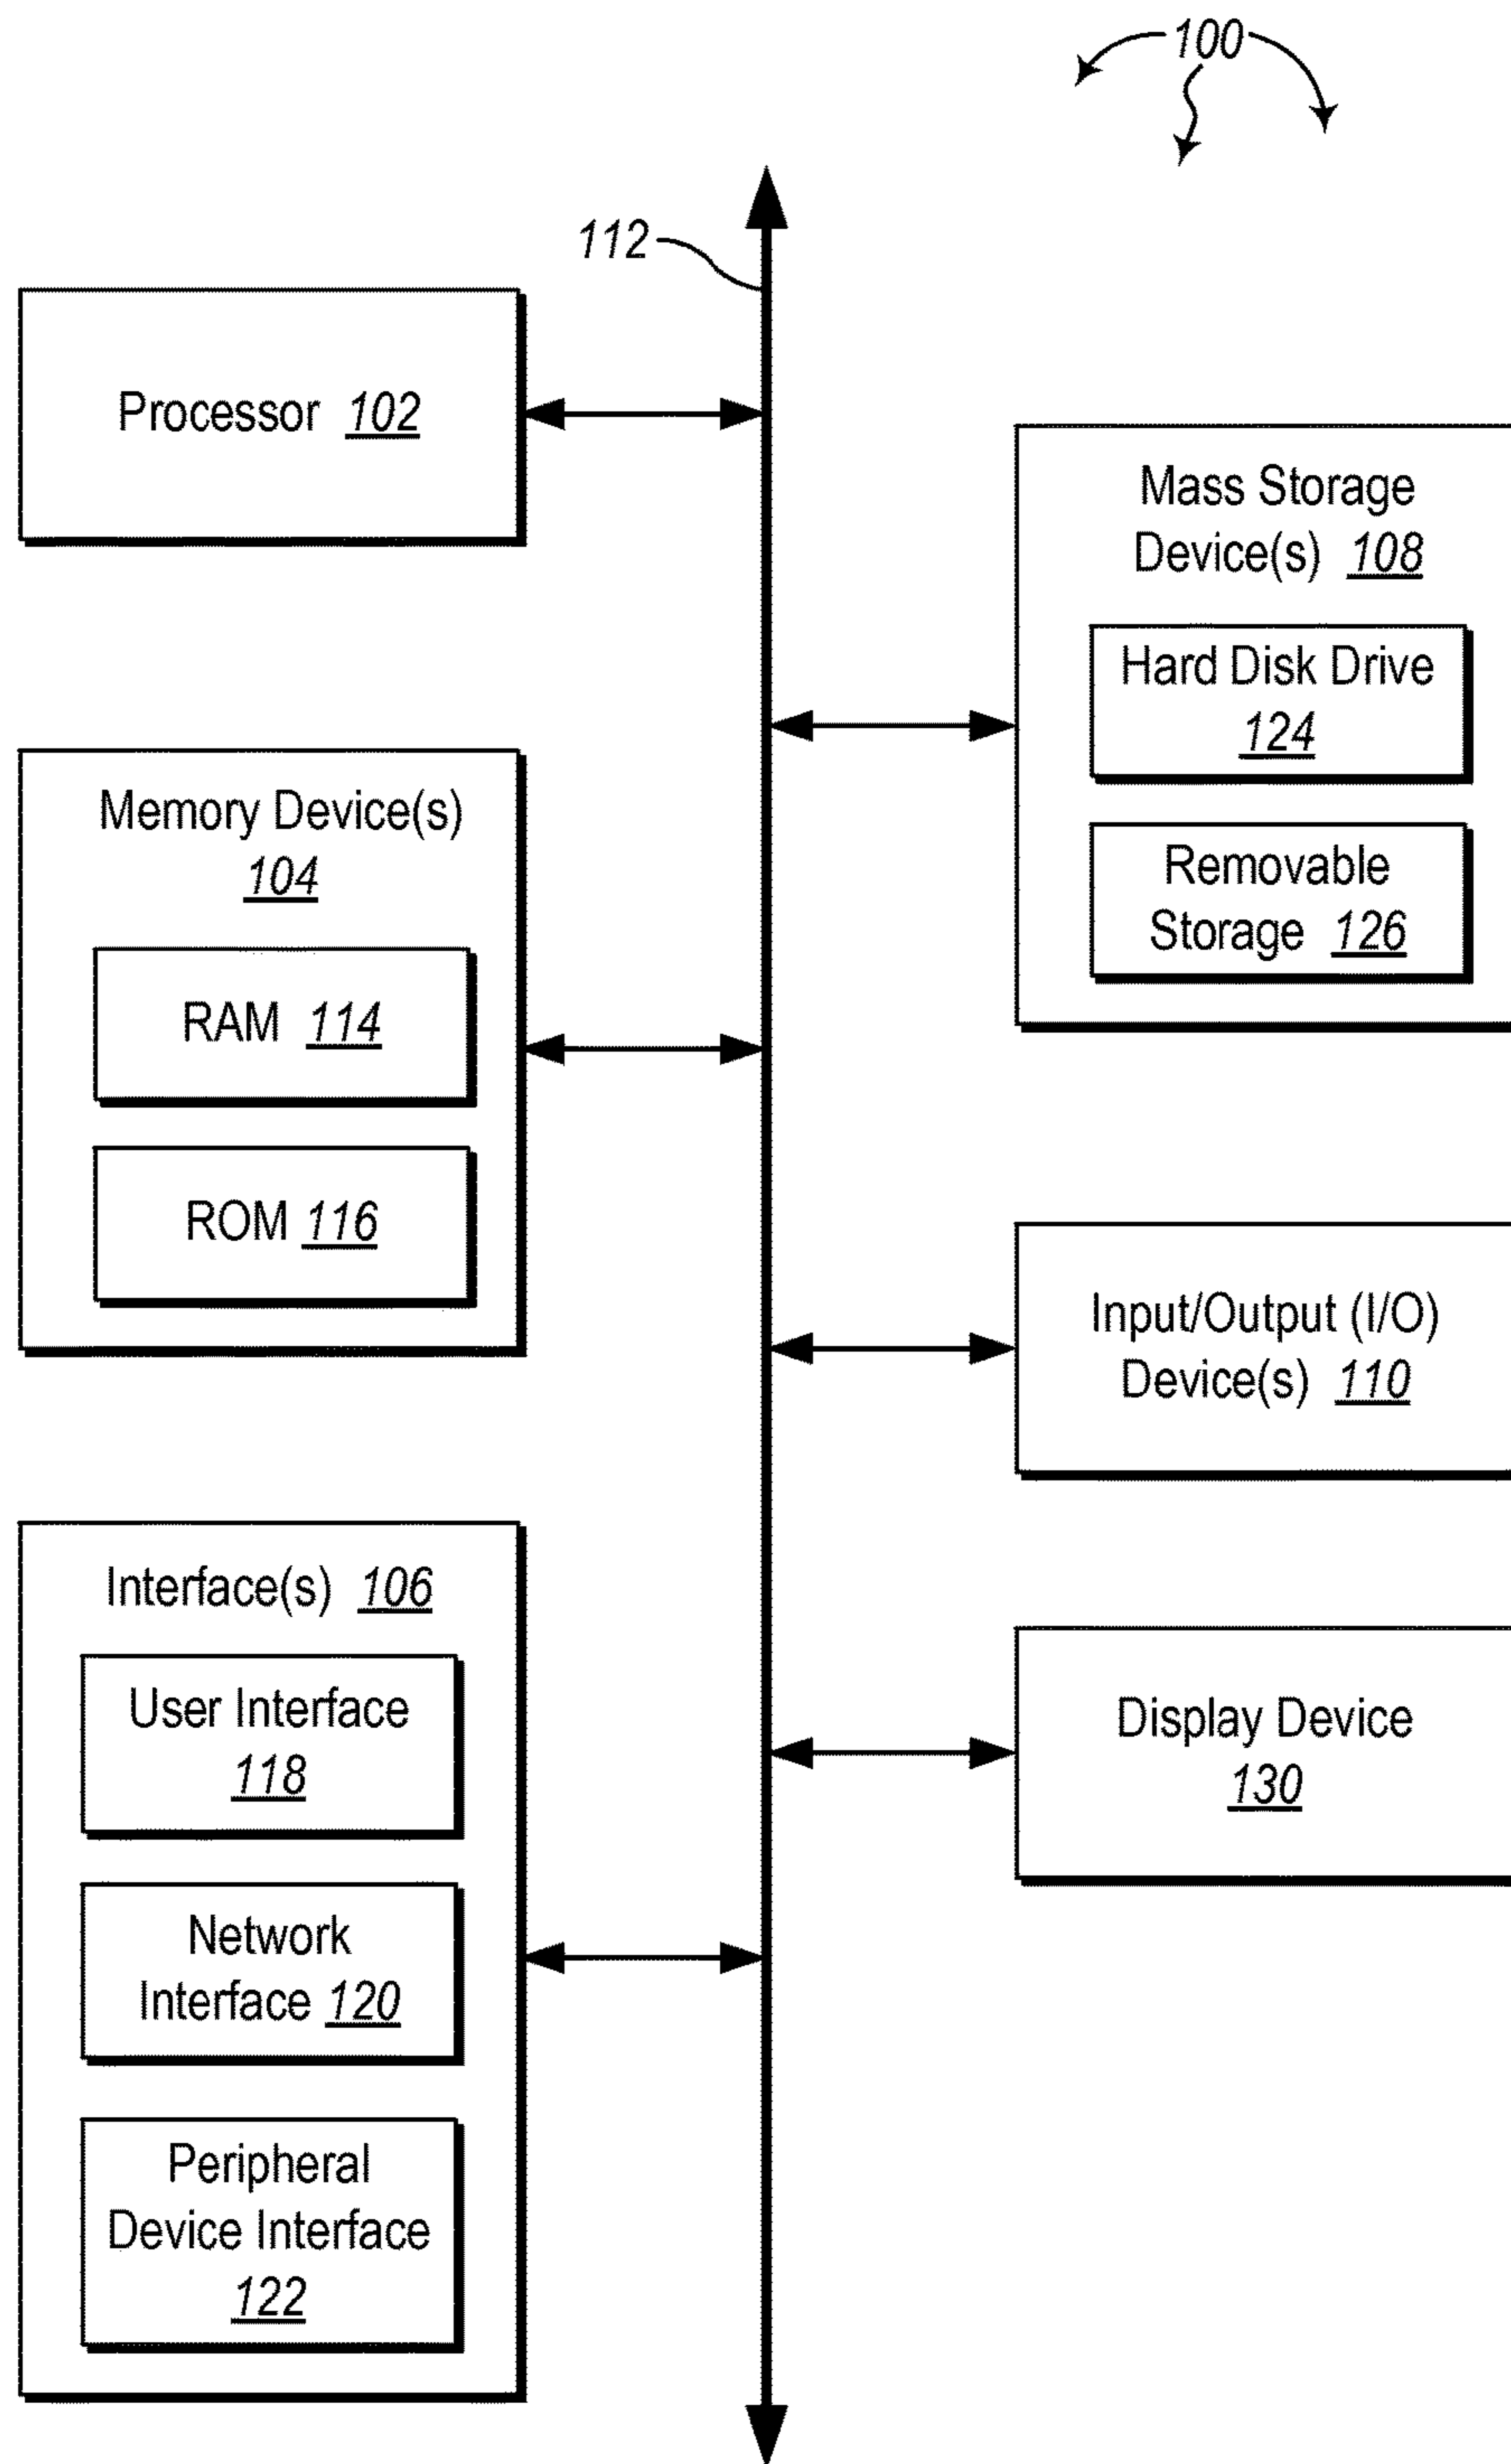 100
112
Processor 102
Mass Storage
Device(s) 108
Hard Disk Drive
124
Removable
Storage 126
Memory Device(s)
104
RAM 114
ROM 116
Input/Output (I/O)
Device(s) 110
Interface(s) 106
User Interface
118
Network
Interface 120
Peripheral
Device Interface
122
Display Device
130